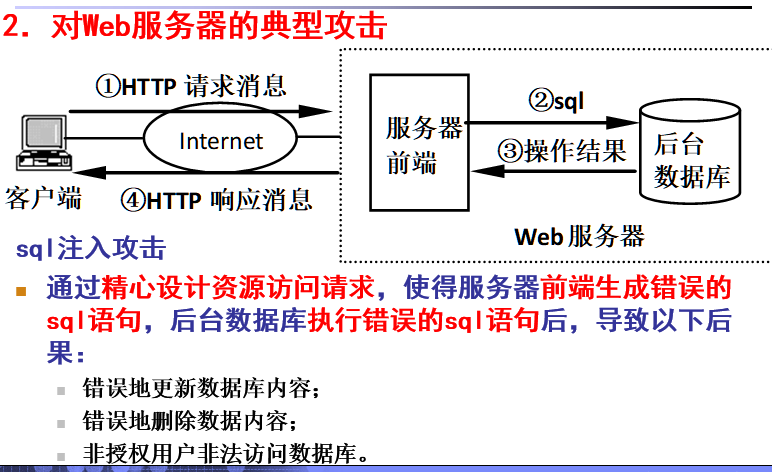 2．对Web服务器的典型攻击
①HTTP 请求消息
Internet
客户端
④HTTP 响应消息
服务器
前端
②sql
③操作结果
后台
数据库
Web服务器
sql注入攻击
通过精心设计资源访问请求，使得服务器前端生成错误的
sql语句，后台数据库执行错误的sql语句后，导致以下后
果：
错误地更新数据库内容；
错误地删除数据内容；
非授权用户非法访问数据库。